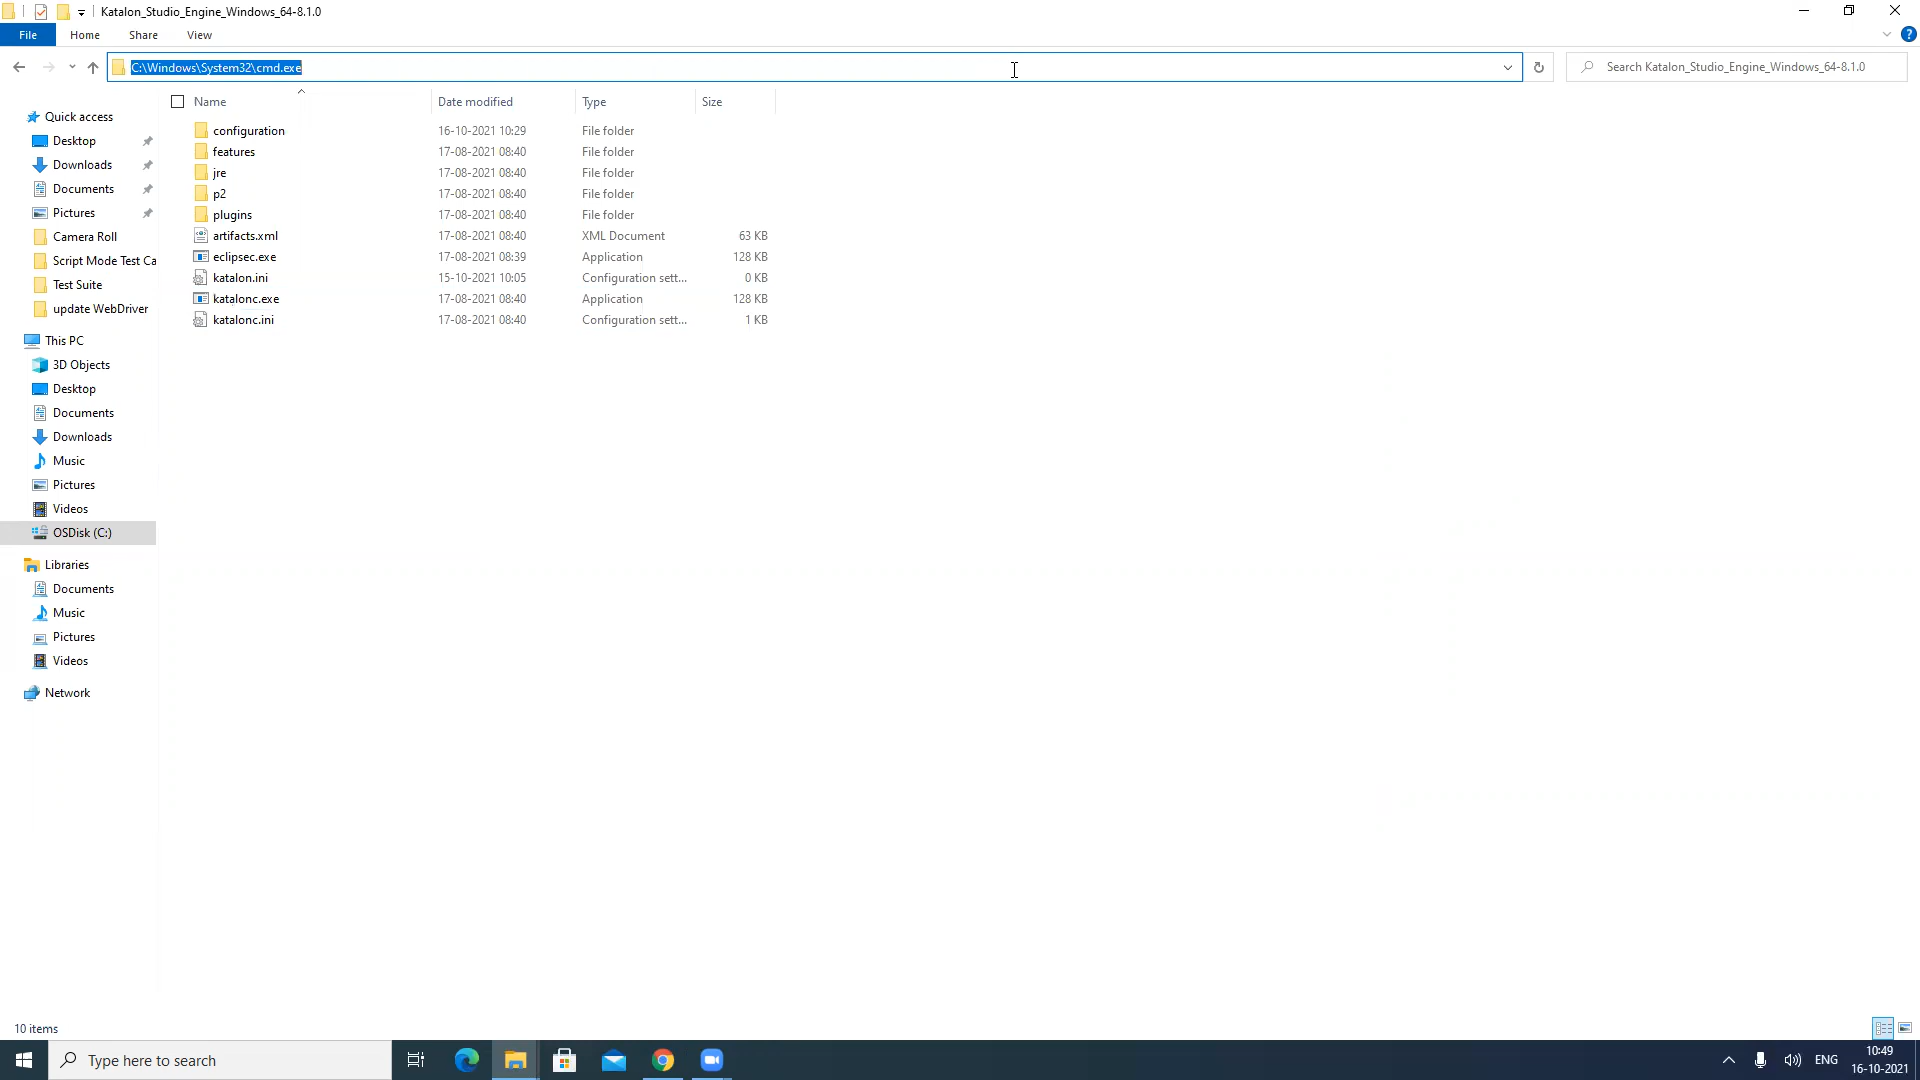 Katalon_Studio_Engine_Windows_64-8.1.0
File Home Share View
C:\Windows\System32\cmd.exe
Search Katalon_Studio_Engine_Windows_64-8.1.0
Name Date modified Type Size
configuration 16-10-2021 10:29 File folder
features 17-08-2021 08:40 File folder
jre 17-08-2021 08:40 File folder
p2 17-08-2021 08:40 File folder
plugins 17-08-2021 08:40 File folder
artifacts.xml 17-08-2021 08:40 XML Document 63 KB
eclipsec.exe 17-08-2021 08:39 Application 128 KB
katalon.ini 15-10-2021 10:05 Configuration sett... 0 KB
katalonc.exe 17-08-2021 08:40 Application 128 KB
katalonc.ini 17-08-2021 08:40 Configuration sett... 1 KB
Quick access
Desktop
Downloads
Documents
Pictures
Camera Roll
Script Mode Test Ca
Test Suite
update WebDriver
This PC
3D Objects
Desktop
Documents
Downloads
Music
Pictures
Videos
OSDisk (C:)
Libraries
Documents
Music
Pictures
Videos
Network
10 items
Type here to search
ENG
10:49
16-10-2021